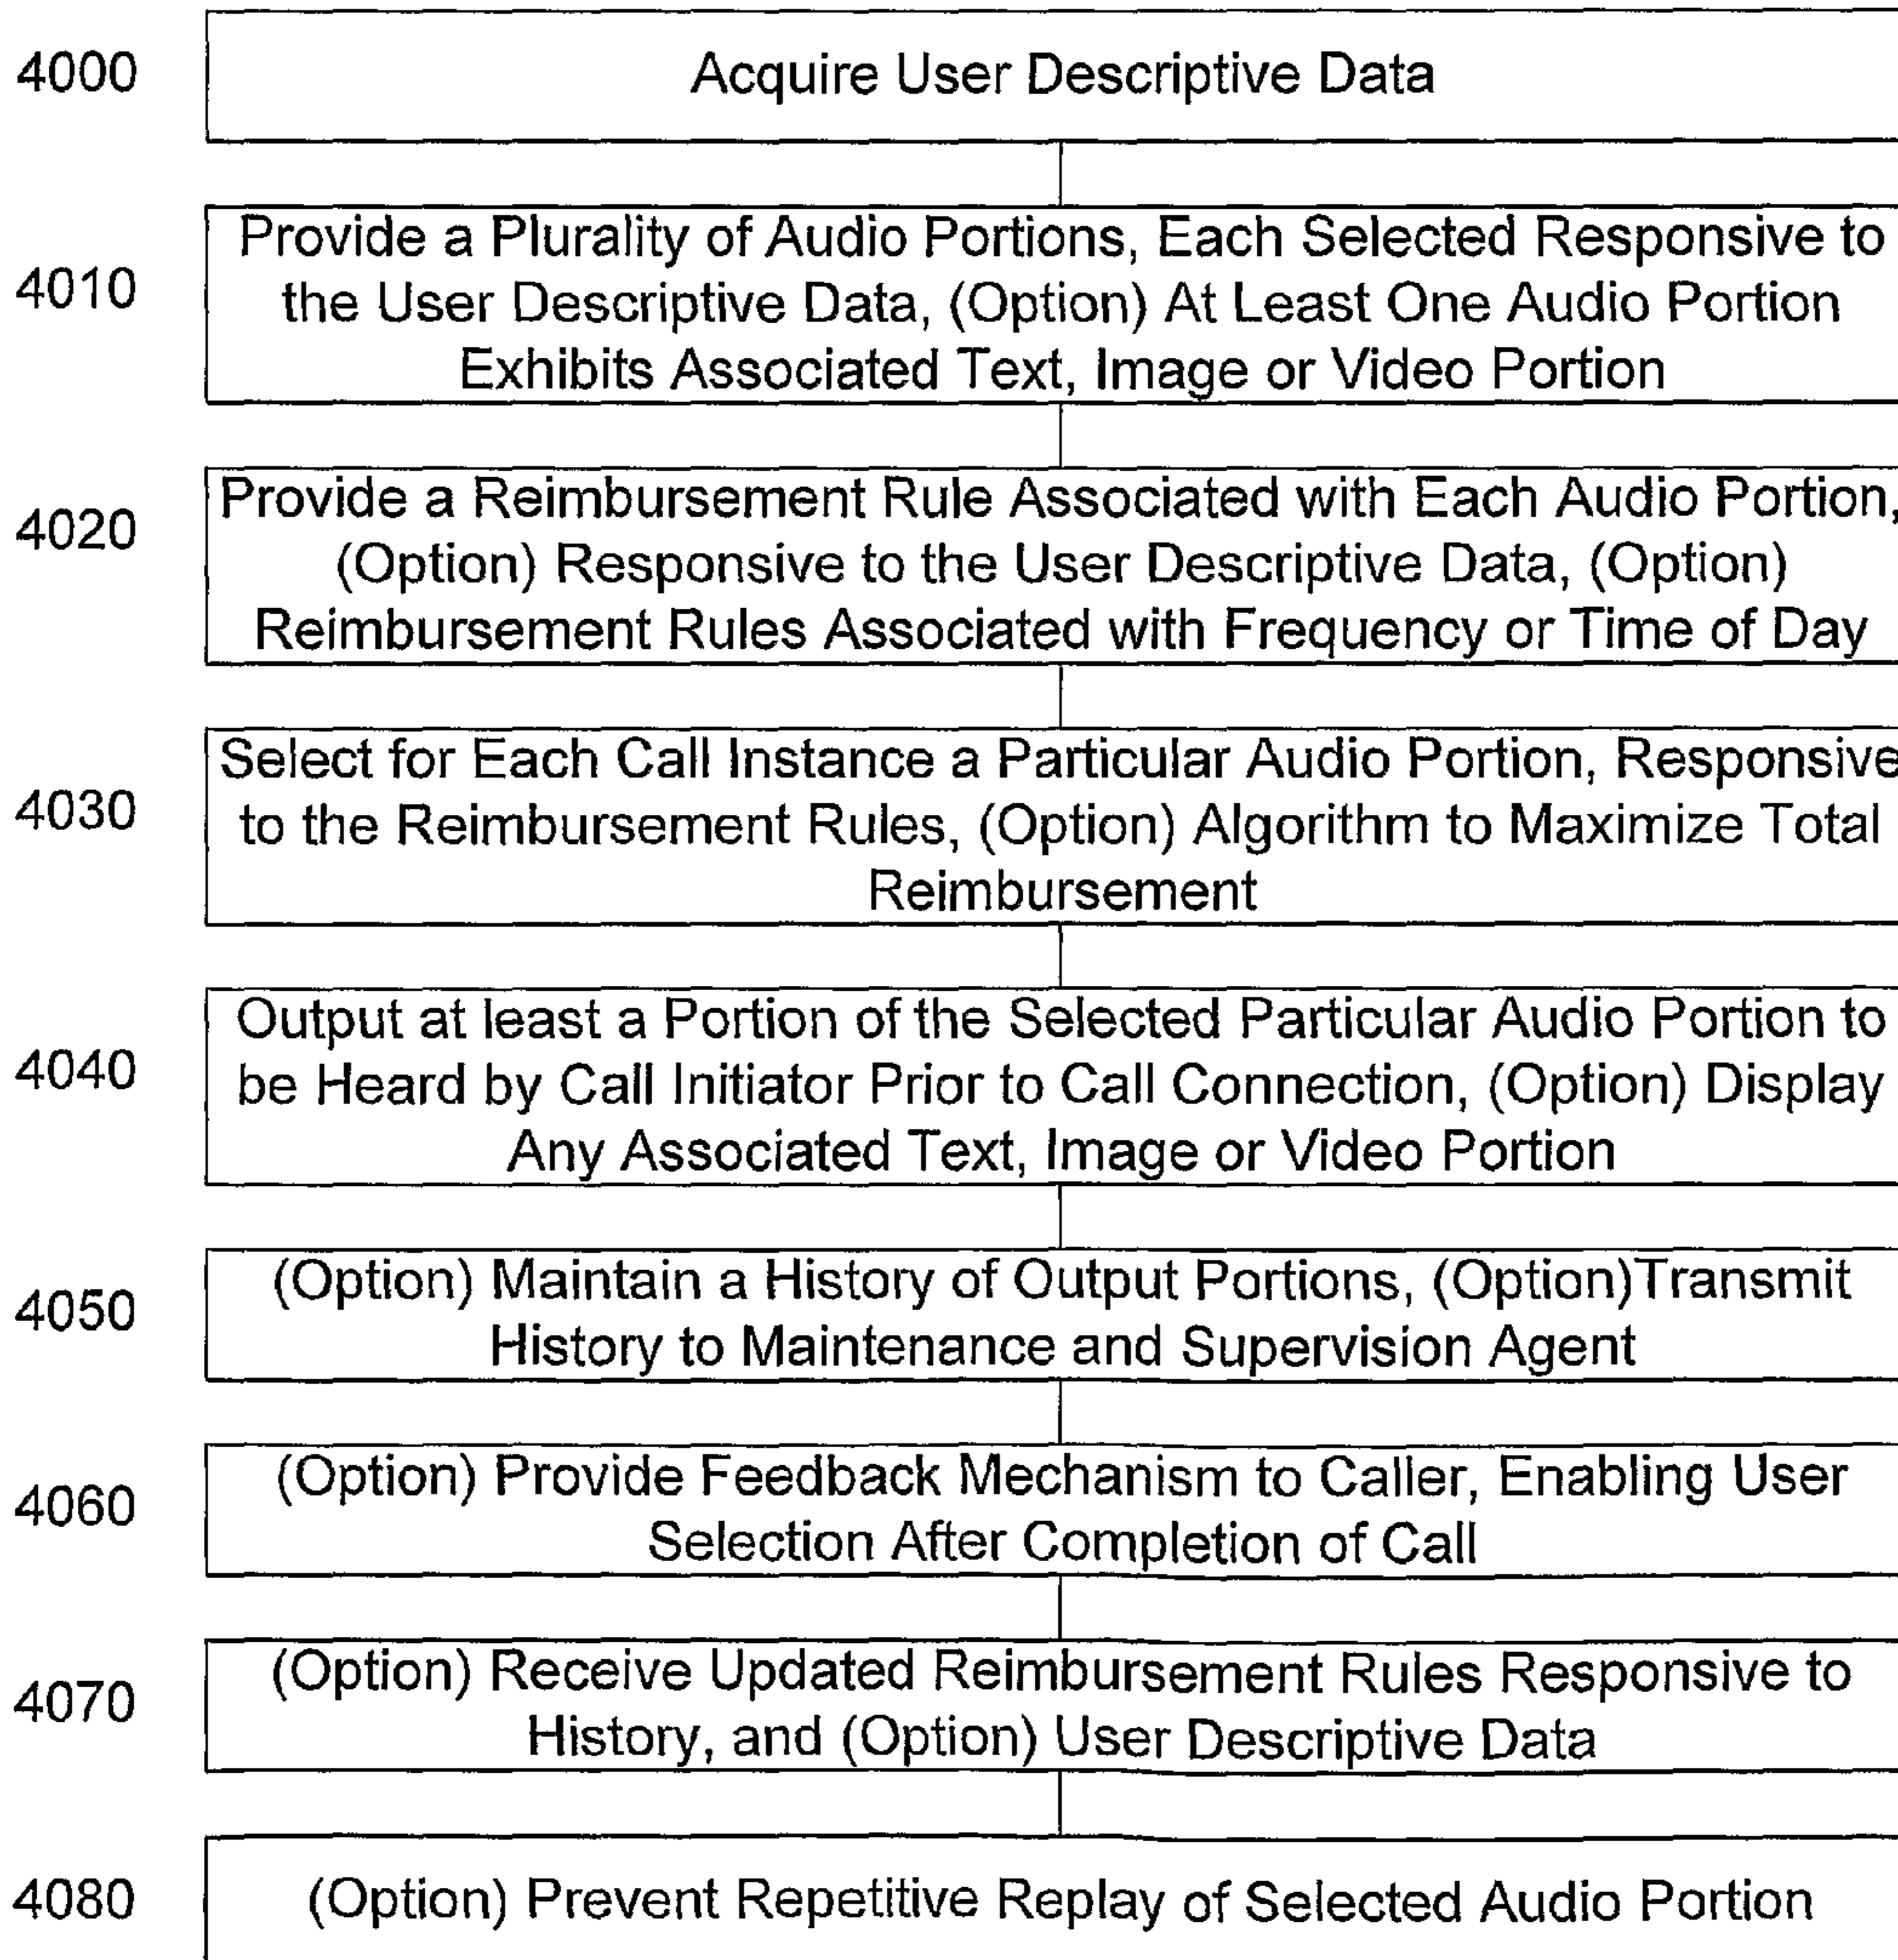 4000
Acquire User Descriptive Data
4010
Provide a Plurality of Audio Portions, Each Selected Responsive to
the User Descriptive Data, (Option) At Least One Audio Portion
Exhibits Associated Text, Image or Video Portion
4020
Provide a Reimbursement Rule Associated with Each Audio Portion,
(Option) Responsive to the User Descriptive Data, (Option)
Reimbursement Rules Associated with Frequency or Time of Day
4030
Select for Each Call Instance a Particular Audio Portion, Responsive
to the Reimbursement Rules, (Option) Algorithm to Maximize Total
Reimbursement
4040
Output at least a Portion of the Selected Particular Audio Portion to
be Heard by Call Initiator Prior to Call Connection, (Option) Display
Any Associated Text, Image or Video Portion
4050
(Option) Maintain a History of Output Portions, (Option)Transmit
History to Maintenance and Supervision Agent
4060
(Option) Provide Feedback Mechanism to Caller, Enabling User
Selection After Completion of Call
4070
(Option) Receive Updated Reimbursement Rules Responsive to
History, and (Option) User Descriptive Data
4080
(Option) Prevent Repetitive Replay of Selected Audio Portion